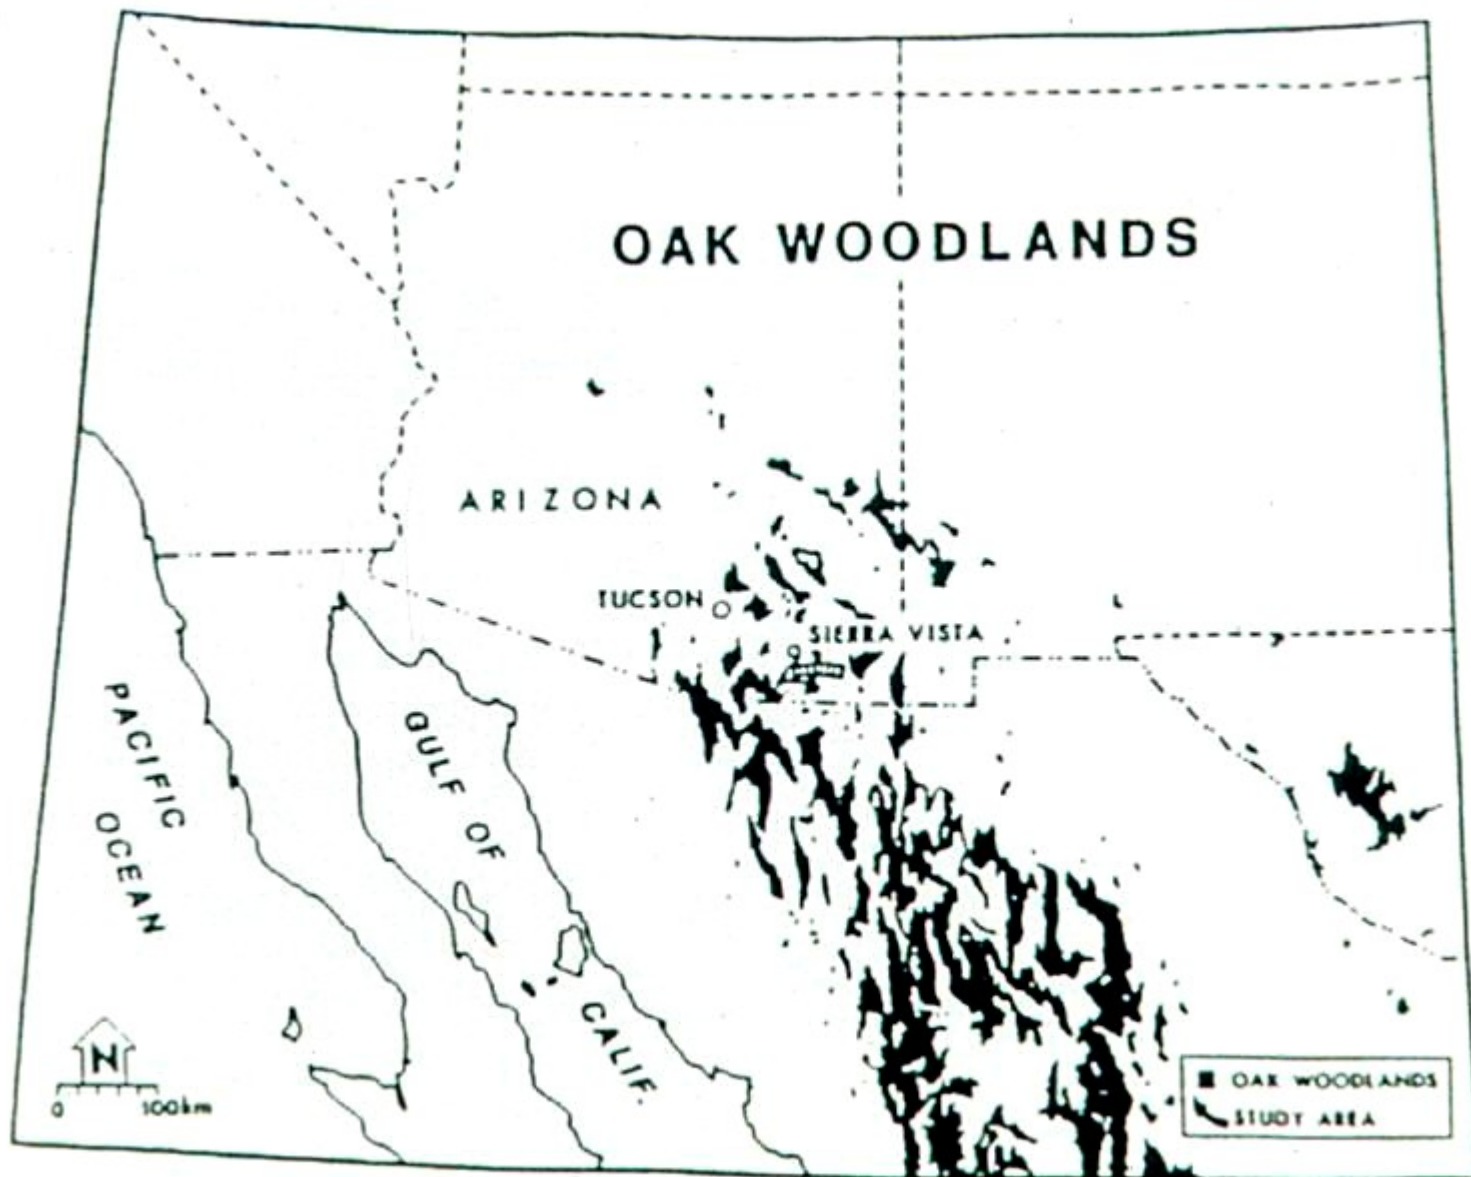 OAK WOODLANDS
ARIZONA
TUCSON
SIERRA VISTA
PACIFIC
OCEAN
GULF OF
CALIF.
N
0 100km
OAK WOODLANDS
STUDY AREA